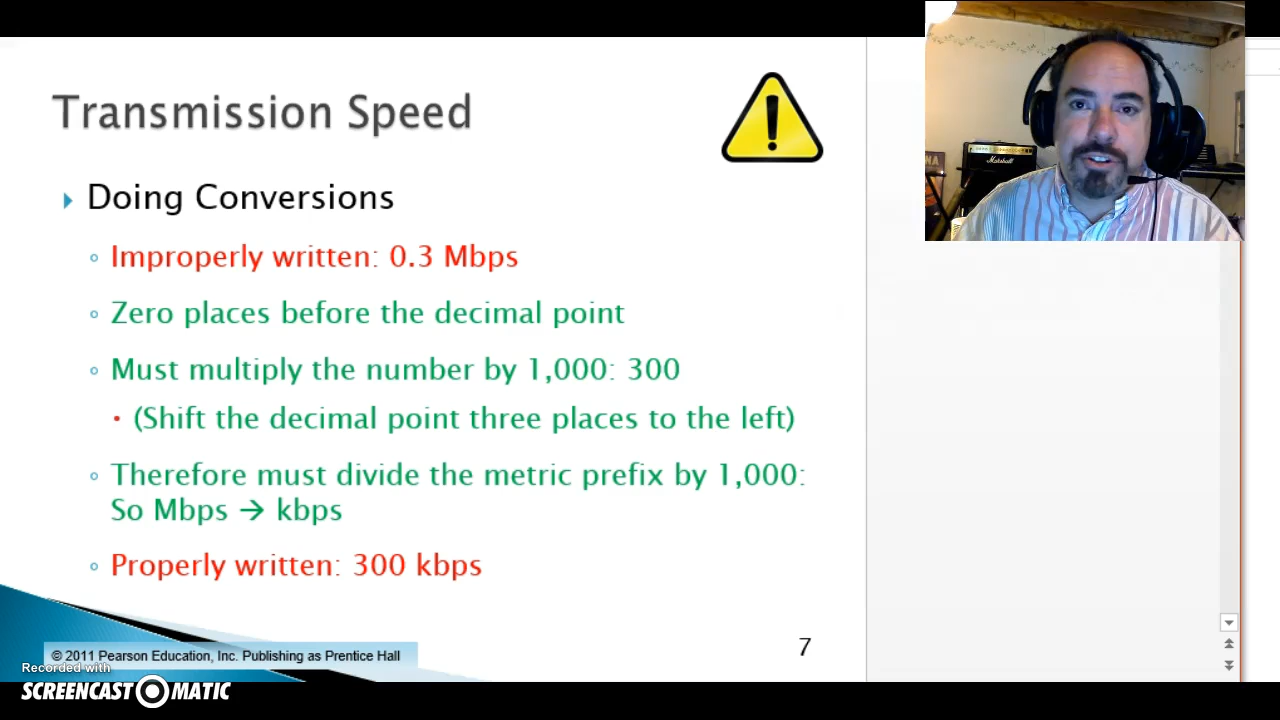 Transmission Speed
Doing Conversions
Improperly written: 0.3 Mbps
Zero places before the decimal point
Must multiply the number by 1,000: 300
(Shift the decimal point three places to the left)
Therefore must divide the metric prefix by 1,000:
So Mbps → kbps
Properly written: 300 kbps
7
© 2011 Pearson Education, Inc. Publishing as Prentice Hall
Recorded with
SCREENCAST-O-MATIC
Marshall